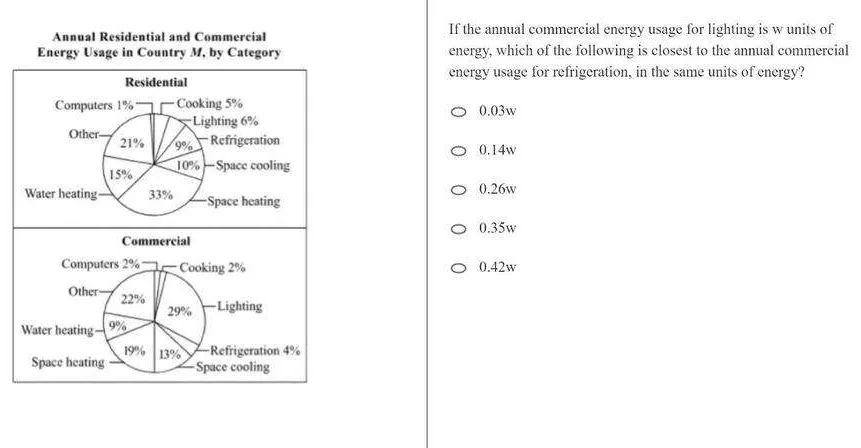 Annual Residential and Commercial
Energy Usage in Country M, by Category
Residential
Computers 1%
Cooking 5%
Lighting 6%
Other
21%
9%
Refrigeration
10%
Space cooling
15%
Water heating
33%
Space heating
Commercial
Computers 2%
Cooking 2%
Other
22%
29%
Lighting
Water heating
9%
19%
13%
Refrigeration 4%
Space heating
Space cooling
If the annual commercial energy usage for lighting is w units of
energy, which of the following is closest to the annual commercial
energy usage for refrigeration, in the same units of energy?
0.03w
0.14w
0.26w
0.35w
0.42w